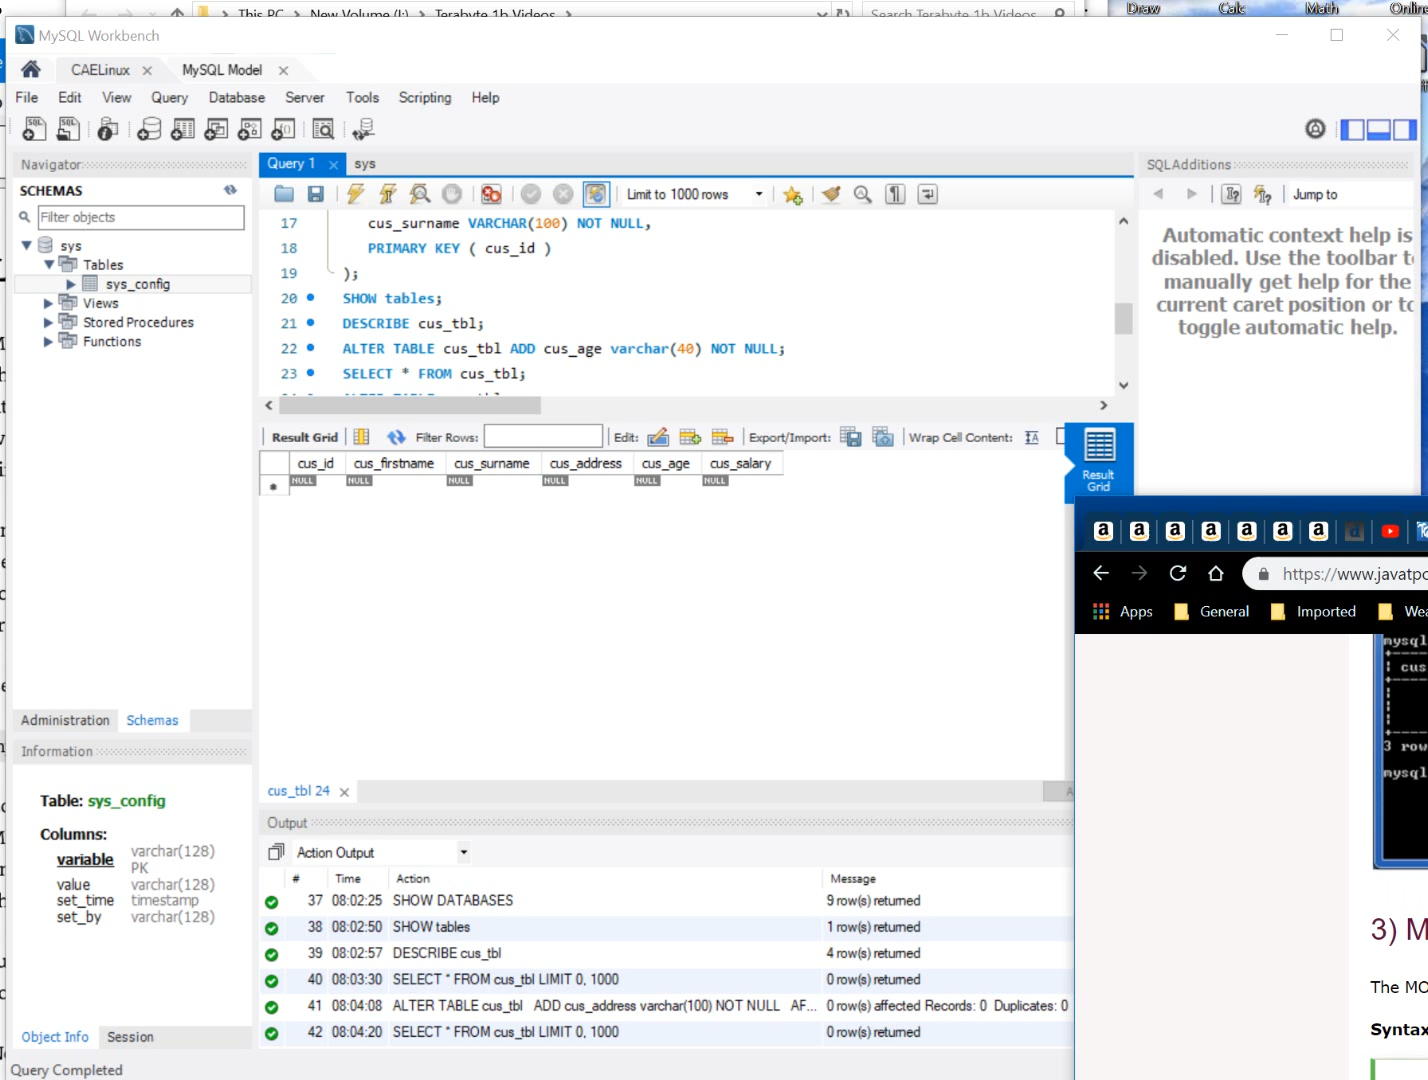 This PC
New Volume (I:)
Terabyte 1b Videos
Search Terabyte 1b Videos
Draw
Calc
Math
MySQL Workbench
CAELinux
MySQL Model
File Edit View Query Database Server Tools Scripting Help
Navigator
SCHEMAS
Filter objects
sys
Tables
sys_config
Views
Stored Procedures
Functions
Administration Schemas
Information
Table: sys_config
Columns:
variable varchar(128) PK
value varchar(128)
set_time timestamp
set_by varchar(128)
Object Info Session
Query Completed
Query 1
sys
Limit to 1000 rows
17 cus_surname VARCHAR(100) NOT NULL,
18 PRIMARY KEY ( cus_id )
19 );
20 SHOW tables;
21 DESCRIBE cus_tbl;
22 ALTER TABLE cus_tbl ADD cus_age varchar(40) NOT NULL;
23 SELECT * FROM cus_tbl;
Result Grid Filter Rows: Edit: Export/Import: Wrap Cell Content:
cus_id cus_firstname cus_surname cus_address cus_age cus_salary
NULL NULL NULL NULL NULL NULL
Result
Grid
cus_tbl 24
Output
Action Output
# Time Action Message
37 08:02:25 SHOW DATABASES 9 row(s) returned
38 08:02:50 SHOW tables 1 row(s) returned
39 08:02:57 DESCRIBE cus_tbl 4 row(s) returned
40 08:03:30 SELECT * FROM cus_tbl LIMIT 0, 1000 0 row(s) returned
41 08:04:08 ALTER TABLE cus_tbl ADD cus_address varchar(100) NOT NULL AF... 0 row(s) affected Records: 0 Duplicates: 0
42 08:04:20 SELECT * FROM cus_tbl LIMIT 0, 1000 0 row(s) returned
SQLAdditions
Jump to
Automatic context help is
disabled. Use the toolbar to
manually get help for the
current caret position or to
toggle automatic help.
https://www.javatpo
Apps General Imported Wea
mysql
cus
3 row
mysql
3) M
The MO
Syntax